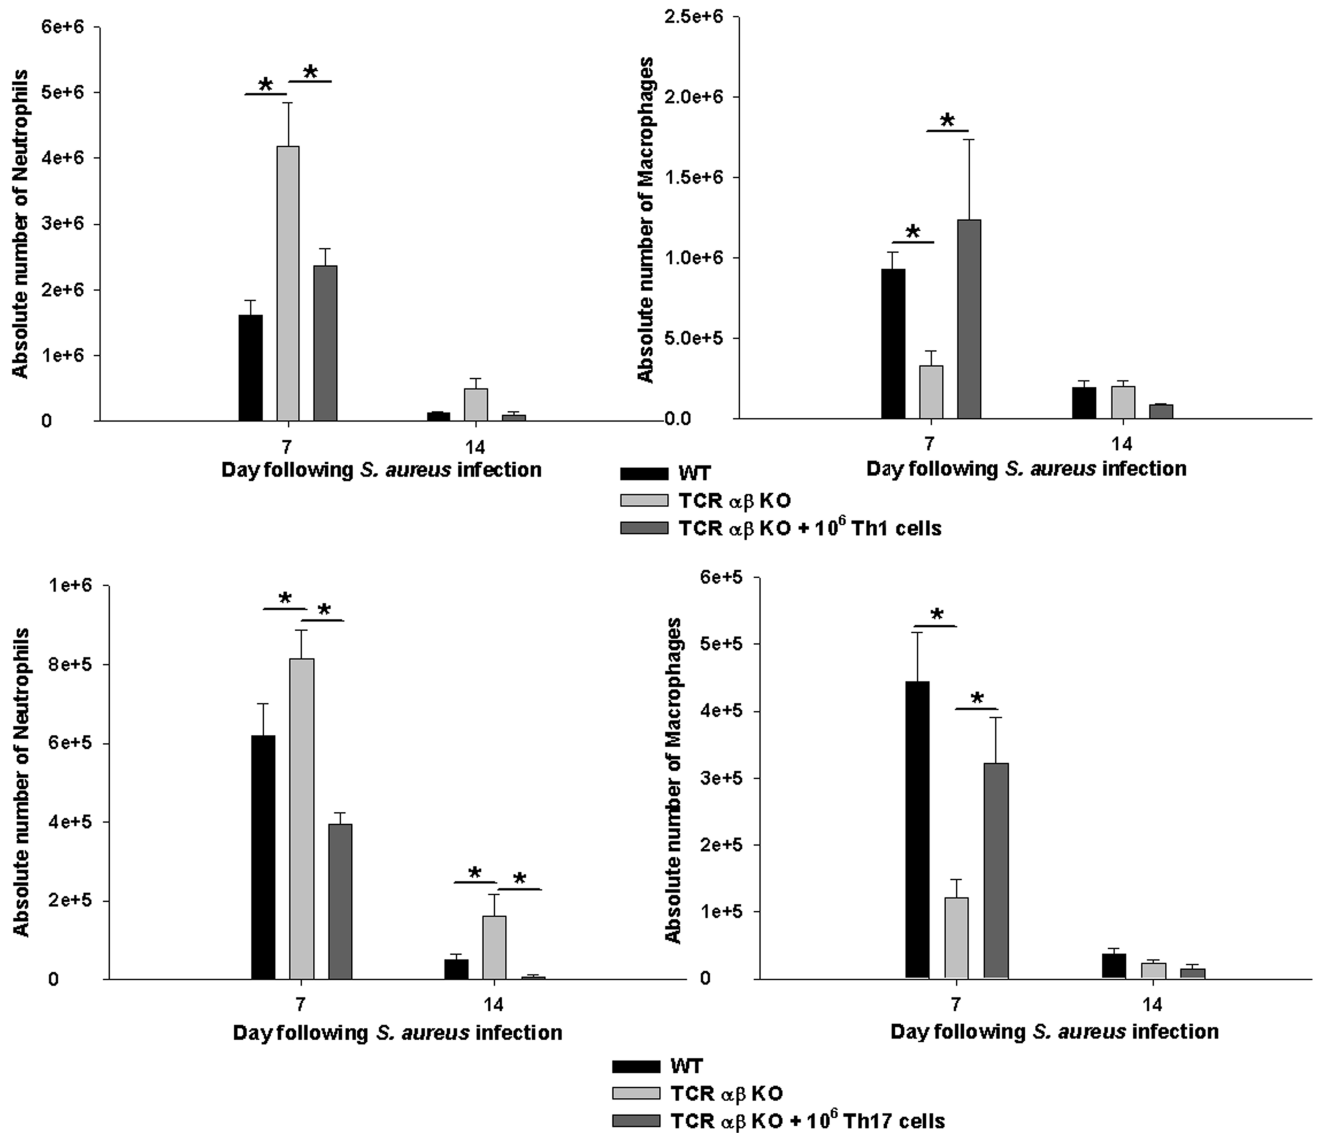 Absolute number of Neutrophils
6e+6
5e+6
4e+6
3e+6
2e+6
1e+6
0
* *
7 14
Day following S. aureus infection
Absolute number of Macrophages
2.5e+6
2.0e+6
1.5e+6
1.0e+6
5.0e+5
0.0
* *
7 14
Day following S. aureus infection
WT
TCR αβ KO
TCR αβ KO + 10⁶ Th1 cells
Absolute number of Neutrophils
1e+6
8e+5
6e+5
4e+5
2e+5
0
* *
* *
7 14
Day following S. aureus infection
Absolute number of Macrophages
6e+5
5e+5
4e+5
3e+5
2e+5
1e+5
0
*
*
7 14
Day following S. aureus infection
WT
TCR αβ KO
TCR αβ KO + 10⁶ Th17 cells